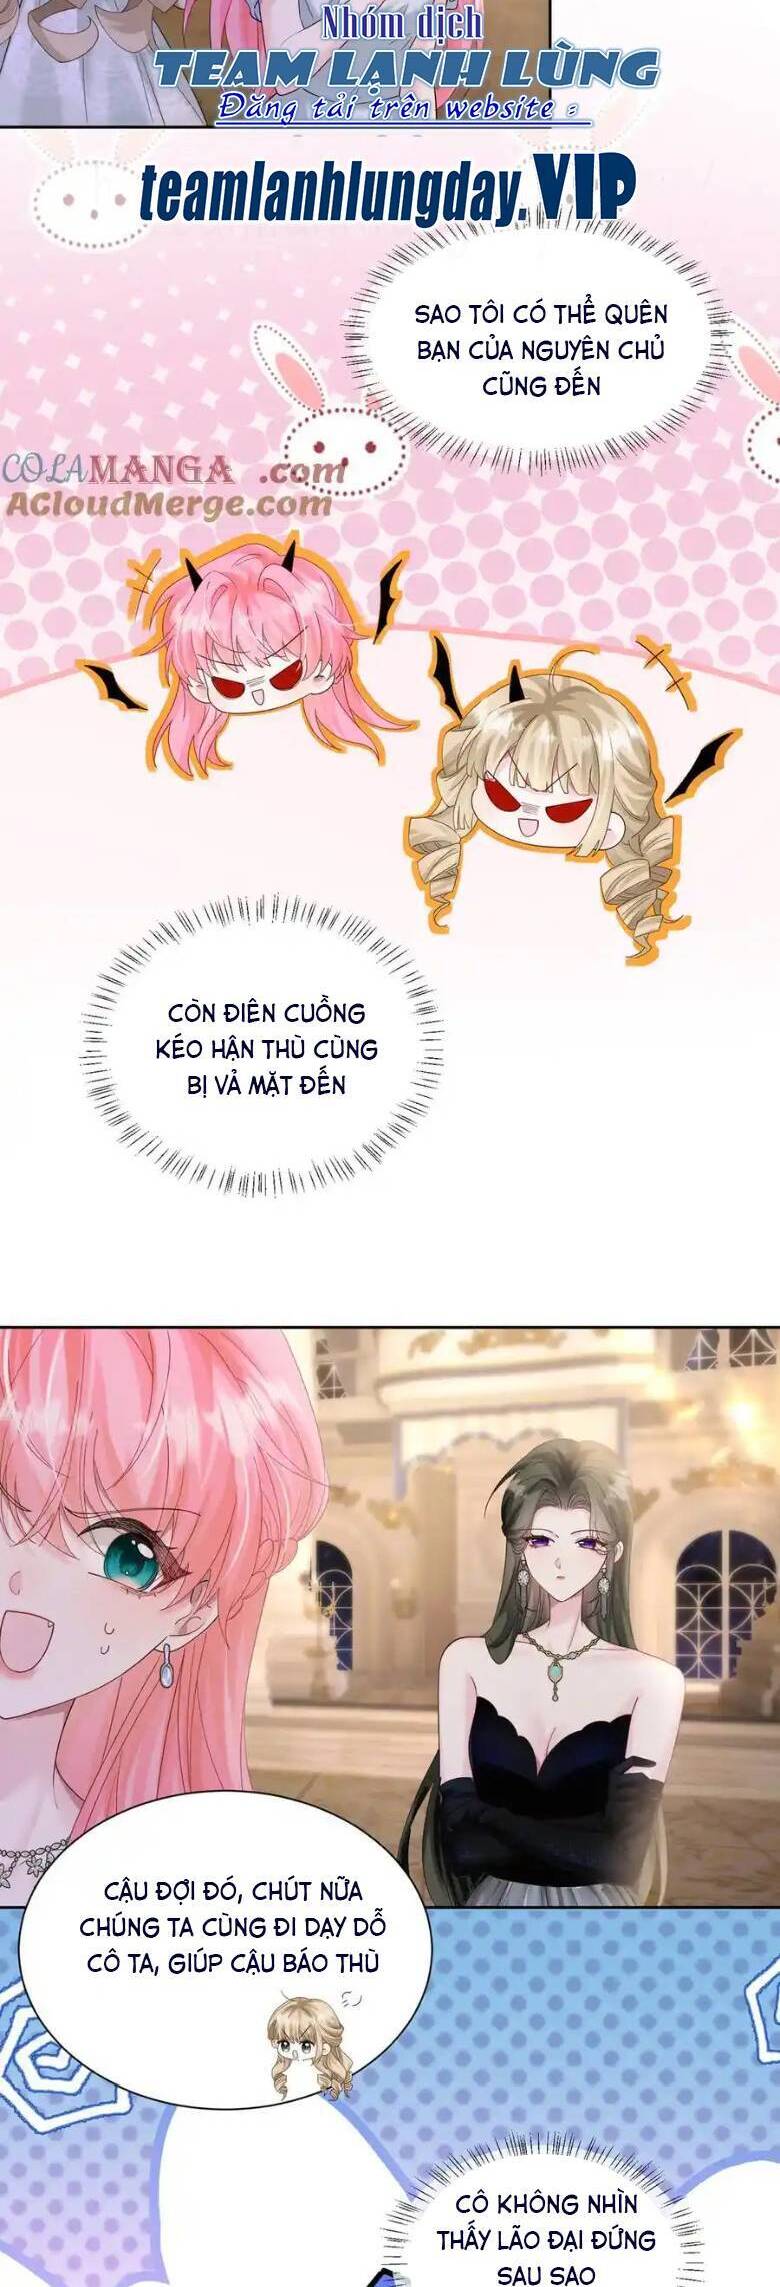 Nhóm dịch
TEAM LẠNH LÙNG
Đăng tải trên website :
teamlanhlungday.VIP
SAO TÔI CÓ THỂ QUÊN
BẠN CỦA NGUYÊN CHỦ
CŨNG ĐẾN
COLAMANGA .com
AcloudMerge.com
CÒN ĐIÊN CUỒNG
KÉO HẬN THÙ CÙNG
BỊ VẢ MẶT ĐẾN
CẬU ĐỢI ĐÓ, CHÚT NỮA
CHÚNG TA CÙNG ĐI DẠY DỖ
CÔ TA, GIÚP CẬU BÁO THÙ
CÔ KHÔNG NHÌN
THẤY LÃO ĐẠI ĐỨNG
SAU SAO